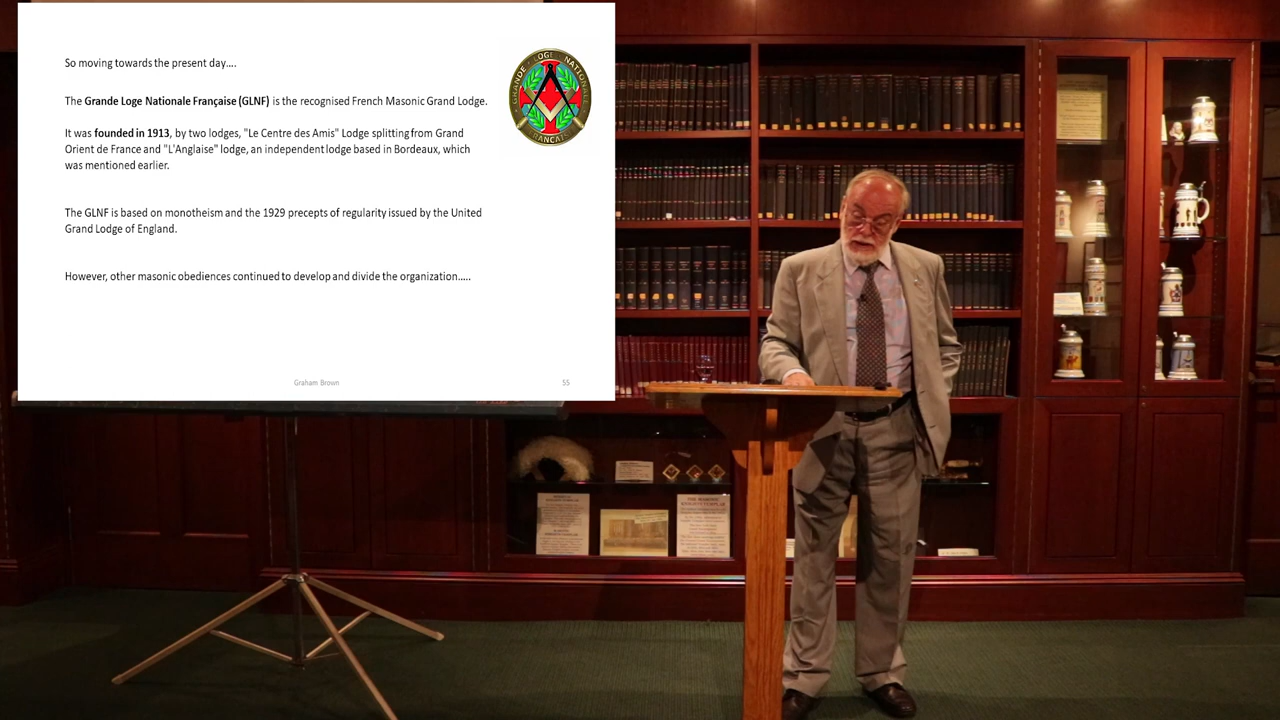 So moving towards the present day....
The Grande Loge Nationale Française (GLNF) is the recognised French Masonic Grand Lodge.
It was founded in 1913, by two lodges, "Le Centre des Amis" Lodge splitting from Grand
Orient de France and "L'Anglaise" lodge, an independent lodge based in Bordeaux, which
was mentioned earlier.
The GLNF is based on monotheism and the 1929 precepts of regularity issued by the United
Grand Lodge of England.
However, other masonic obediences continued to develop and divide the organization.....
Graham Brown
55
GRANDE LOGE NATIONALE
FRANÇAISE
THE MASONIC
KNIGHTS TEMPLAR